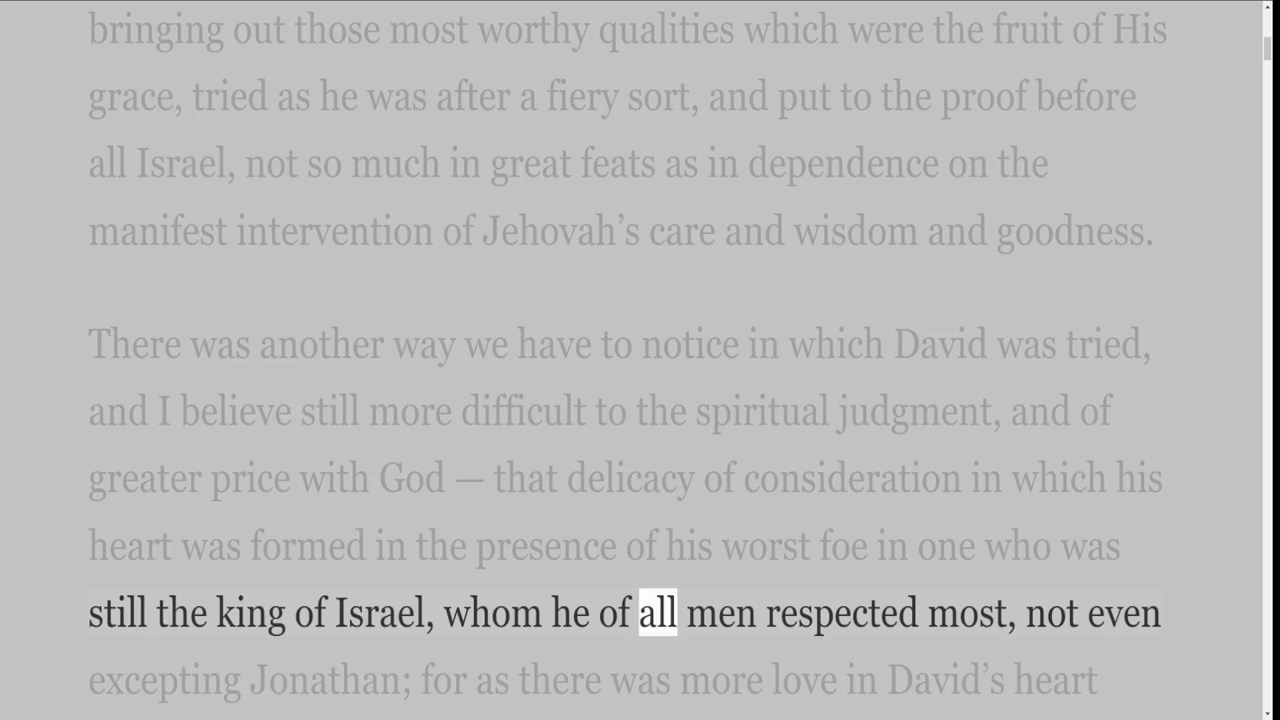 bringing out those most worthy qualities which were the fruit of His
grace, tried as he was after a fiery sort, and put to the proof before
all Israel, not so much in great feats as in dependence on the
manifest intervention of Jehovah’s care and wisdom and goodness.
There was another way we have to notice in which David was tried,
and I believe still more difficult to the spiritual judgment, and of
greater price with God — that delicacy of consideration in which his
heart was formed in the presence of his worst foe in one who was
still the king of Israel, whom he of all men respected most, not even
excepting Jonathan; for as there was more love in David’s heart